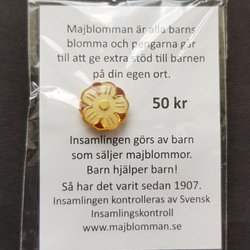 Majblomman är alla barns
blomma och pengarna går
till att ge extra stöd till barnen
på din egen ort.
50 kr
Insamlingen görs av barn
som säljer majblommor.
Barn hjälper barn!
Så har det varit sedan 1907.
Insamlingen kontrolleras av Svensk
Insamlingskontroll
www.majblomman.se